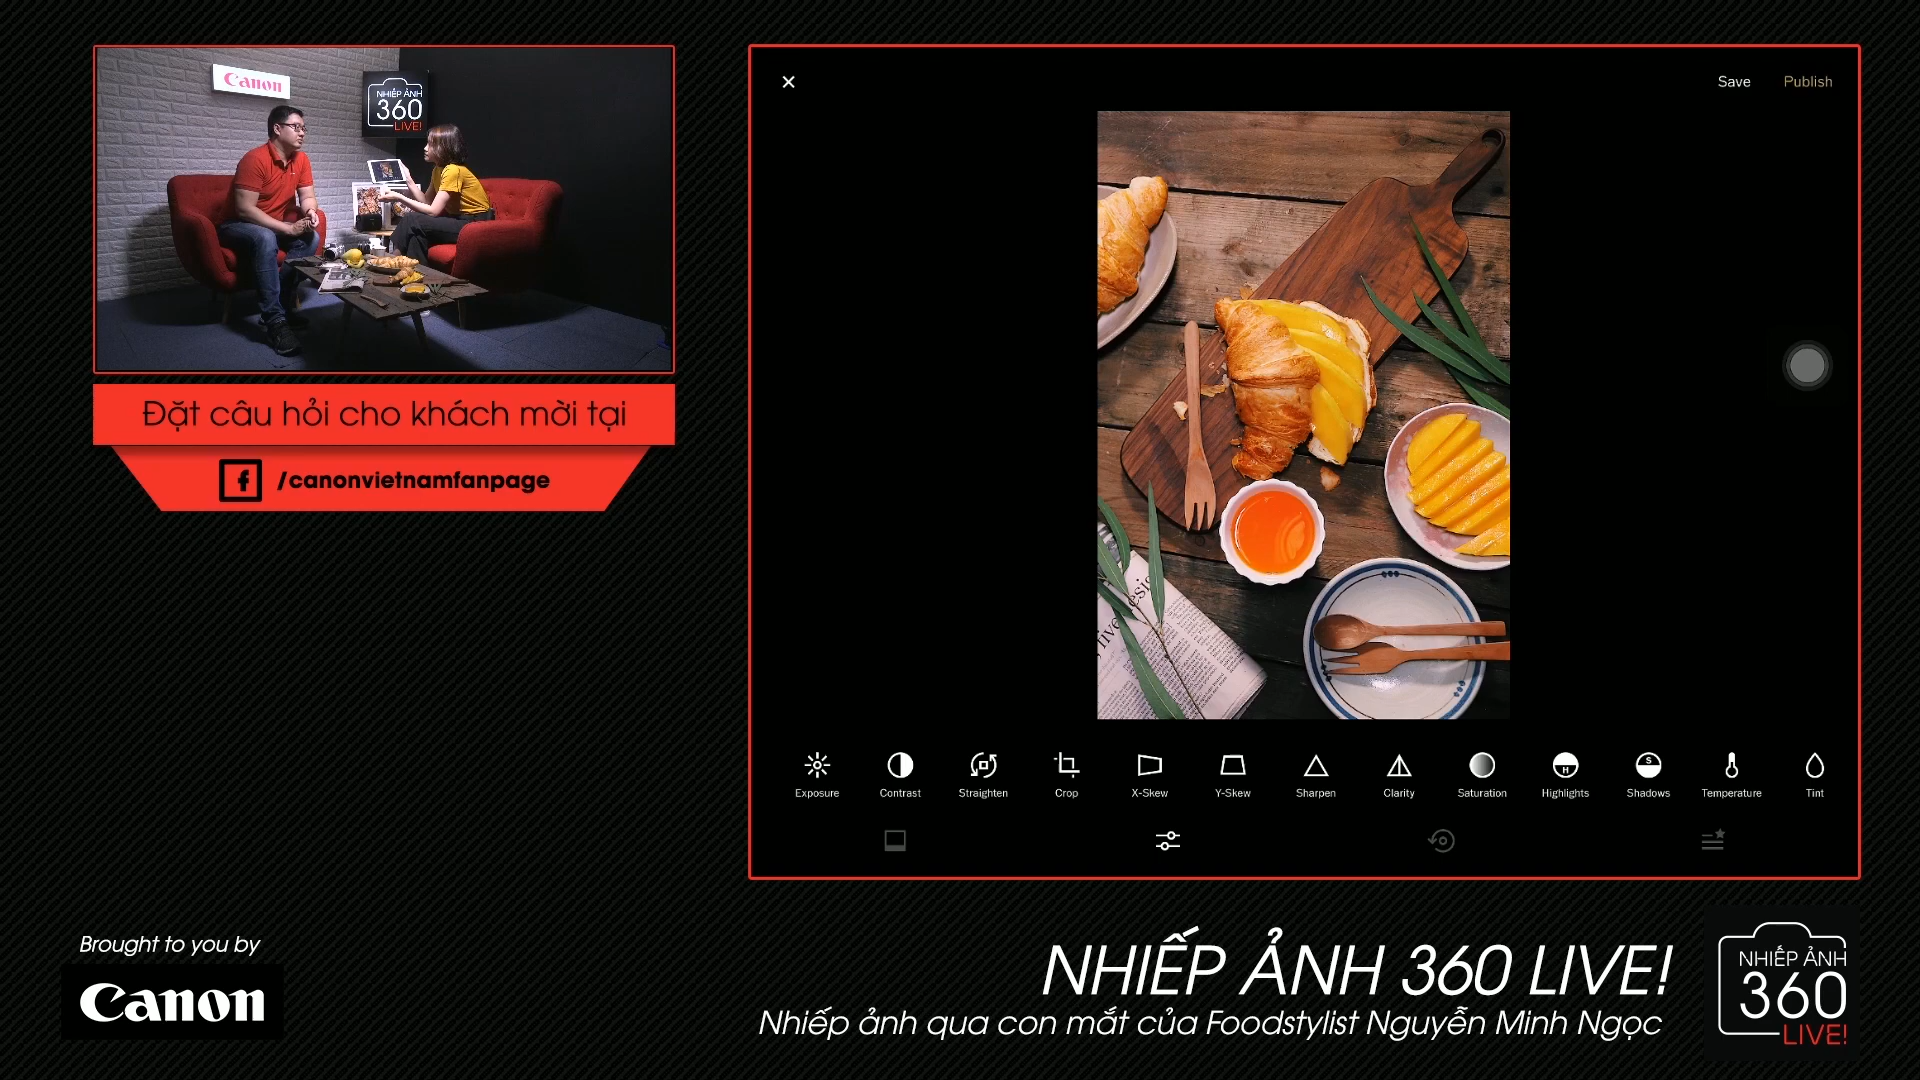 Canon
NHIẾP ẢNH
360
LIVE!
Đặt câu hỏi cho khách mời tại
f /canonvietnamfanpage
× Save Publish
esic
, five
Exposure Contrast Straighten Crop X-Skew Y-Skew Sharpen Clarity Saturation Highlights Shadows Temperature Tint
H
S
Brought to you by
Canon
NHIẾP ẢNH 360 LIVE!
Nhiếp ảnh qua con mắt của Foodstylist Nguyễn Minh Ngọc
NHIẾP ẢNH
360
LIVE!